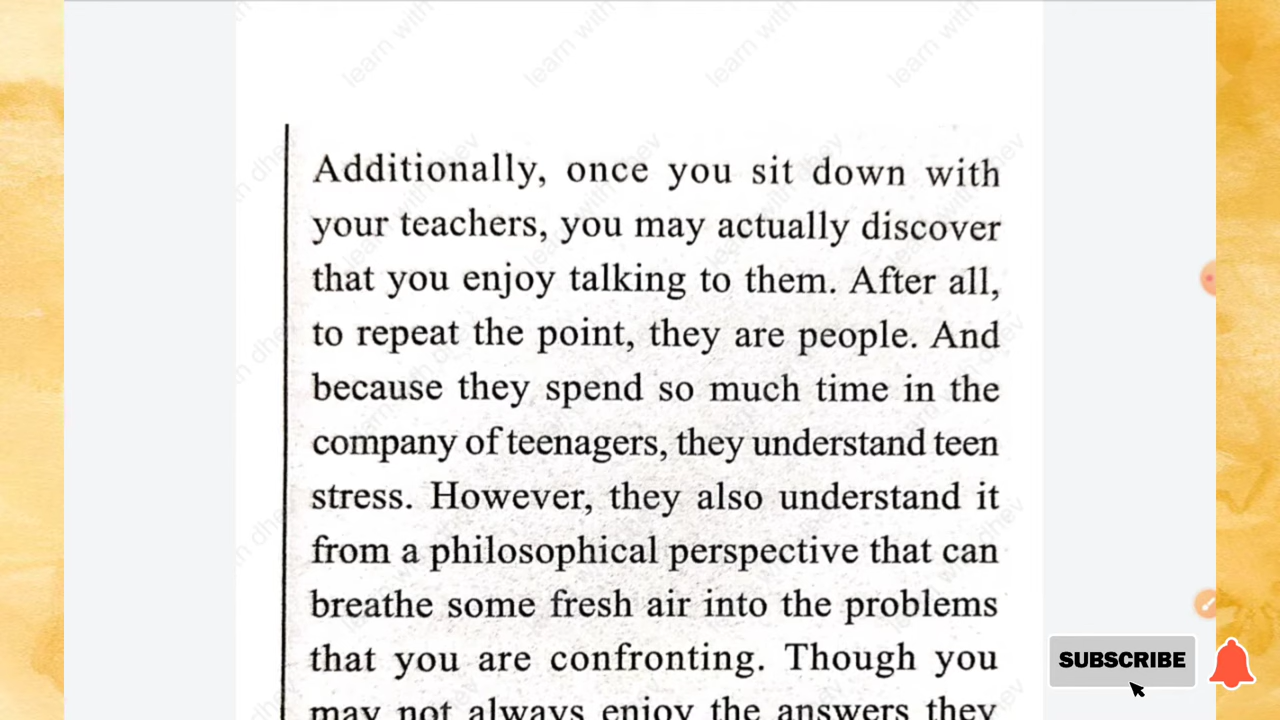 Additionally, once you sit down with
your teachers, you may actually discover
that you enjoy talking to them. After all,
to repeat the point, they are people. And
because they spend so much time in the
company of teenagers, they understand teen
stress. However, they also understand it
from a philosophical perspective that can
breathe some fresh air into the problems
that you are confronting. Though you
may not always enjoy the answers they
SUBSCRIBE